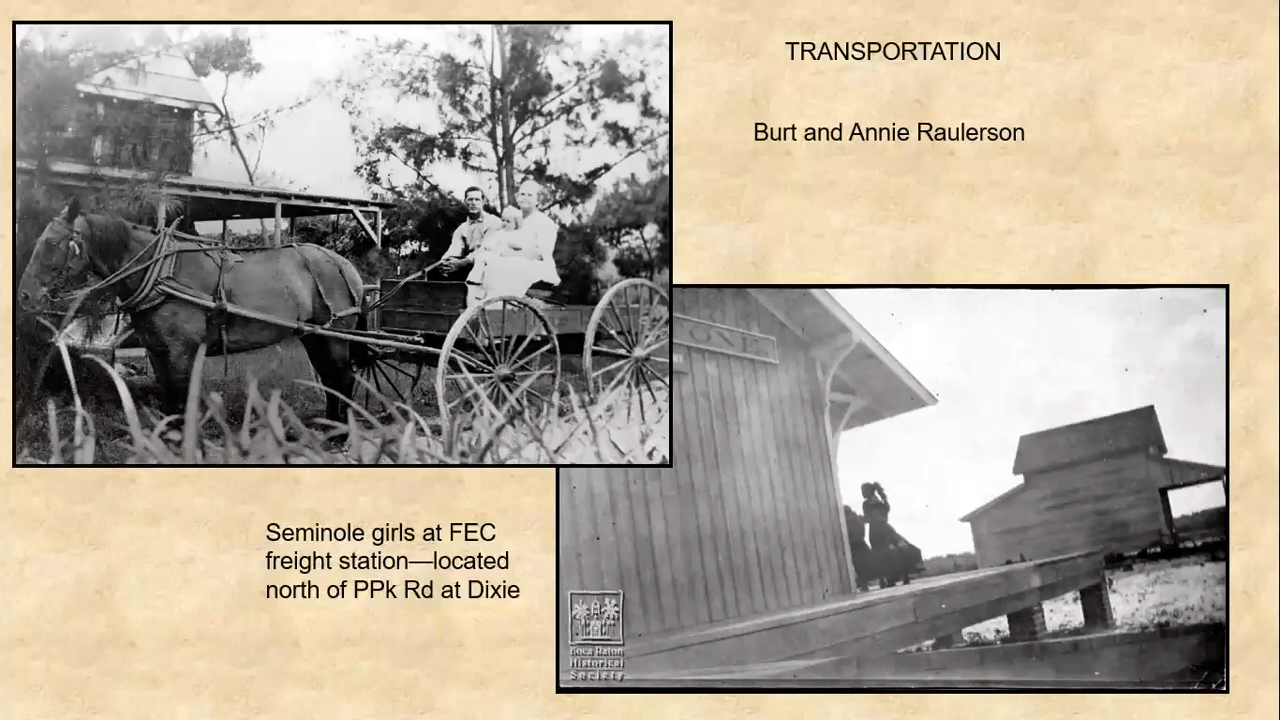 TRANSPORTATION
Burt and Annie Raulerson
Seminole girls at FEC
freight station—located
north of PPk Rd at Dixie
Boca Raton
Historical
Society